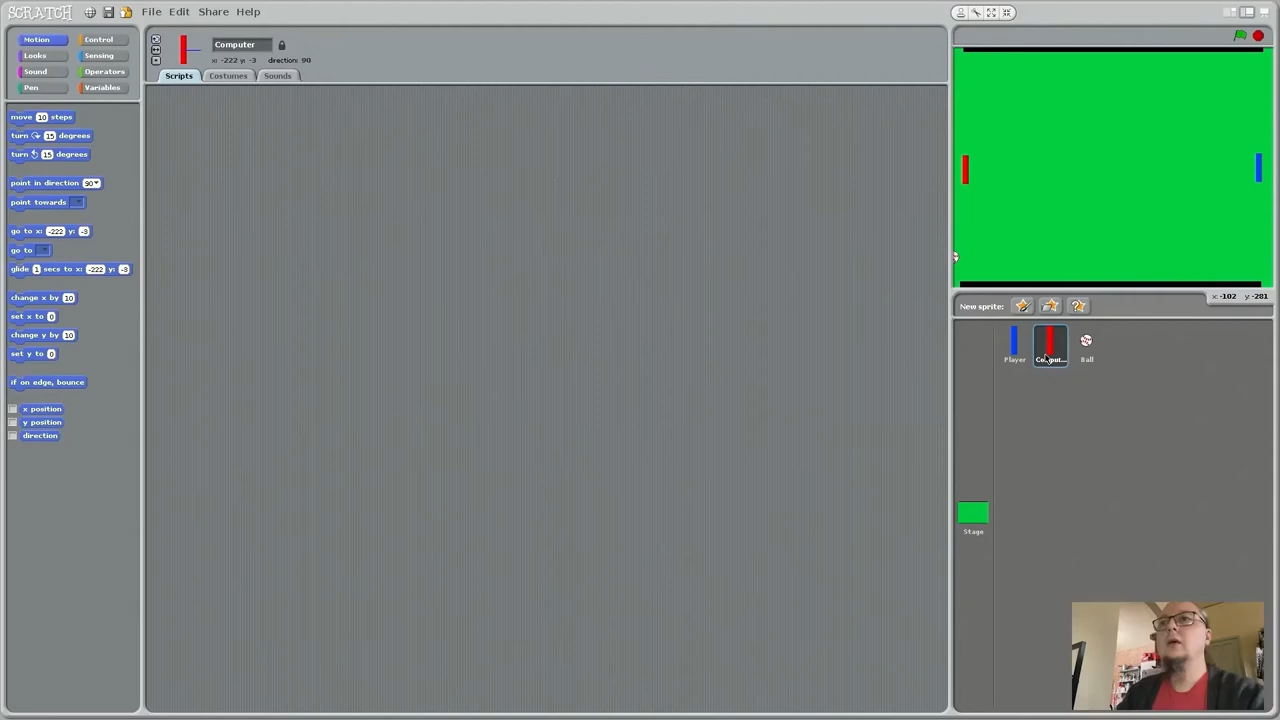 SCRATCH File Edit Share Help
Motion Control
Looks Sensing
Sound Operators
Pen Variables
move 10 steps
turn 15 degrees
turn 15 degrees
point in direction 90
point towards
go to x: -222 y: -3
go to
glide 1 secs to x: -222 y: -3
change x by 10
set x to 0
change y by 10
set y to 0
if on edge, bounce
x position
y position
direction
Computer
x: -222 y: -3 direction: 90
Scripts Costumes Sounds
x: -102 y: -281
New sprite:
Player Comput... Ball
Stage